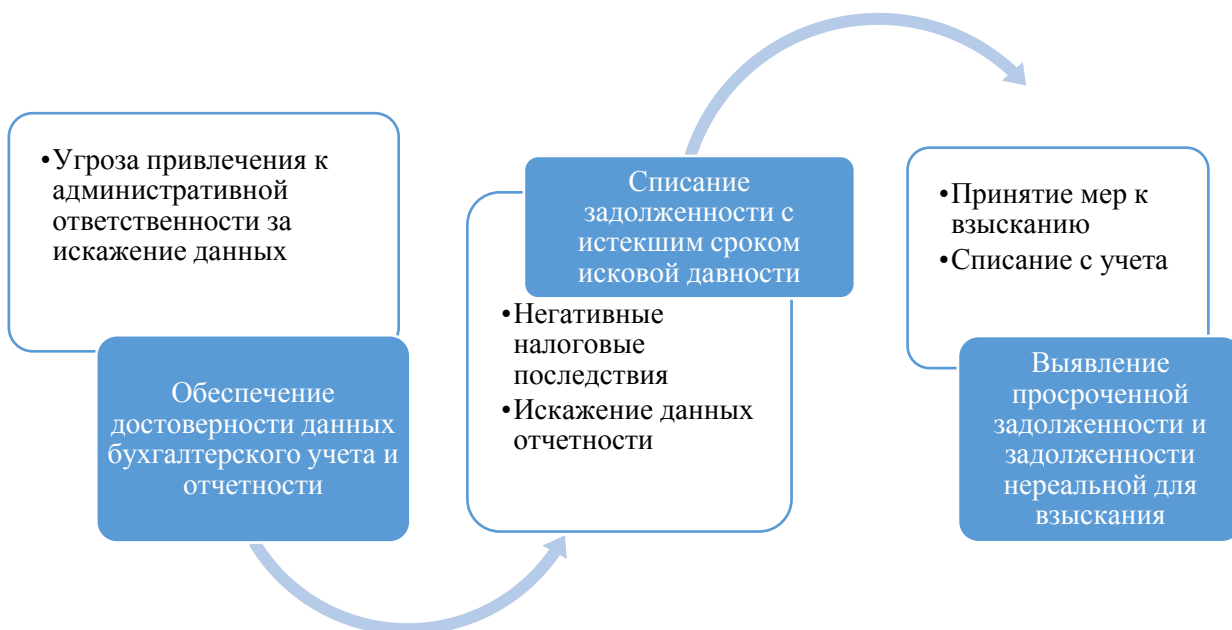 •Угроза привлечения к
административной
ответственности за
искажение данных
Обеспечение
достоверности данных
бухгалтерского учета и
отчетности
Списание
задолженности с
истекшим сроком
исковой давности
•Негативные
налоговые
последствия
•Искажение данных
отчетности
•Принятие мер к
взысканию
•Списание с учета
Выявление
просроченной
задолженности и
задолженности
нереальной для
взыскания